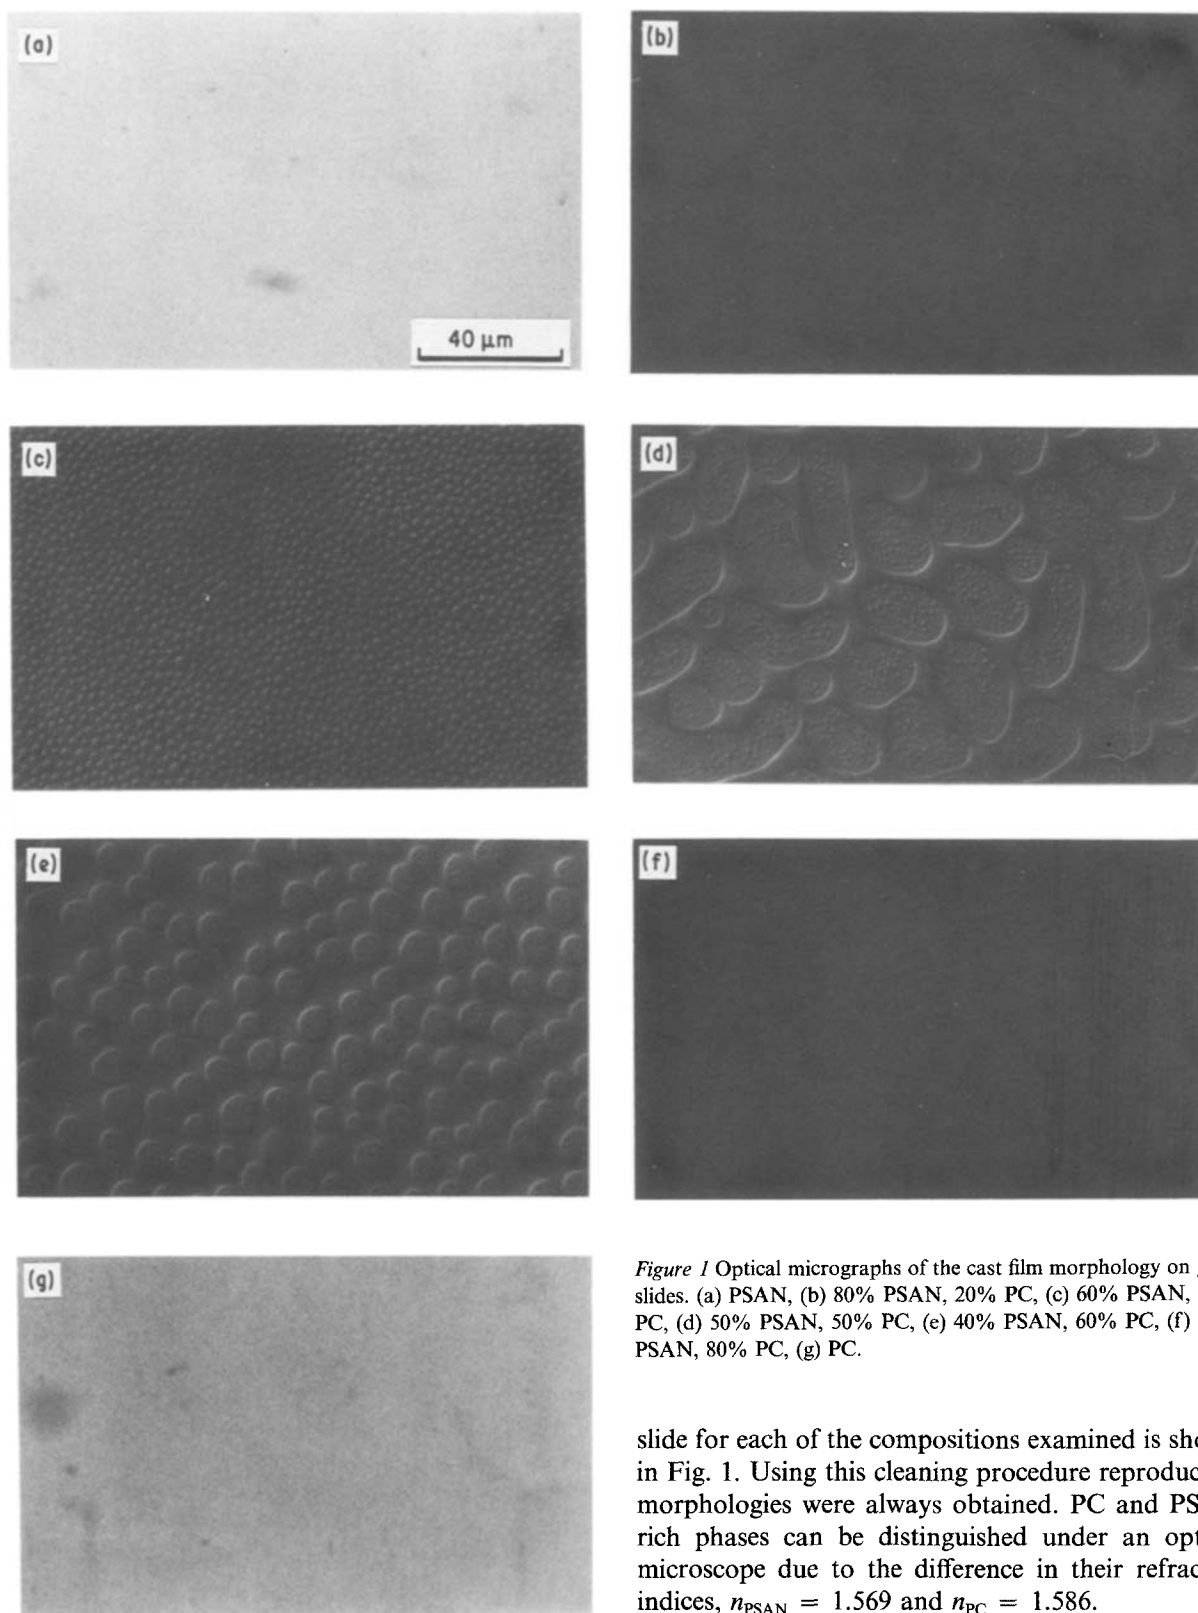 (a)
40 μm
(b)
(c)
(d)
(e)
(f)
(g)
Figure 1 Optical micrographs of the cast film morphology on
slides. (a) PSAN, (b) 80% PSAN, 20% PC, (c) 60% PSAN,
PC, (d) 50% PSAN, 50% PC, (e) 40% PSAN, 60% PC, (f)
PSAN, 80% PC, (g) PC.
slide for each of the compositions examined is sho
in Fig. 1. Using this cleaning procedure reproduc
morphologies were always obtained. PC and PS
rich phases can be distinguished under an opt
microscope due to the difference in their refrac
indices, nPSAN = 1.569 and nPC = 1.586.